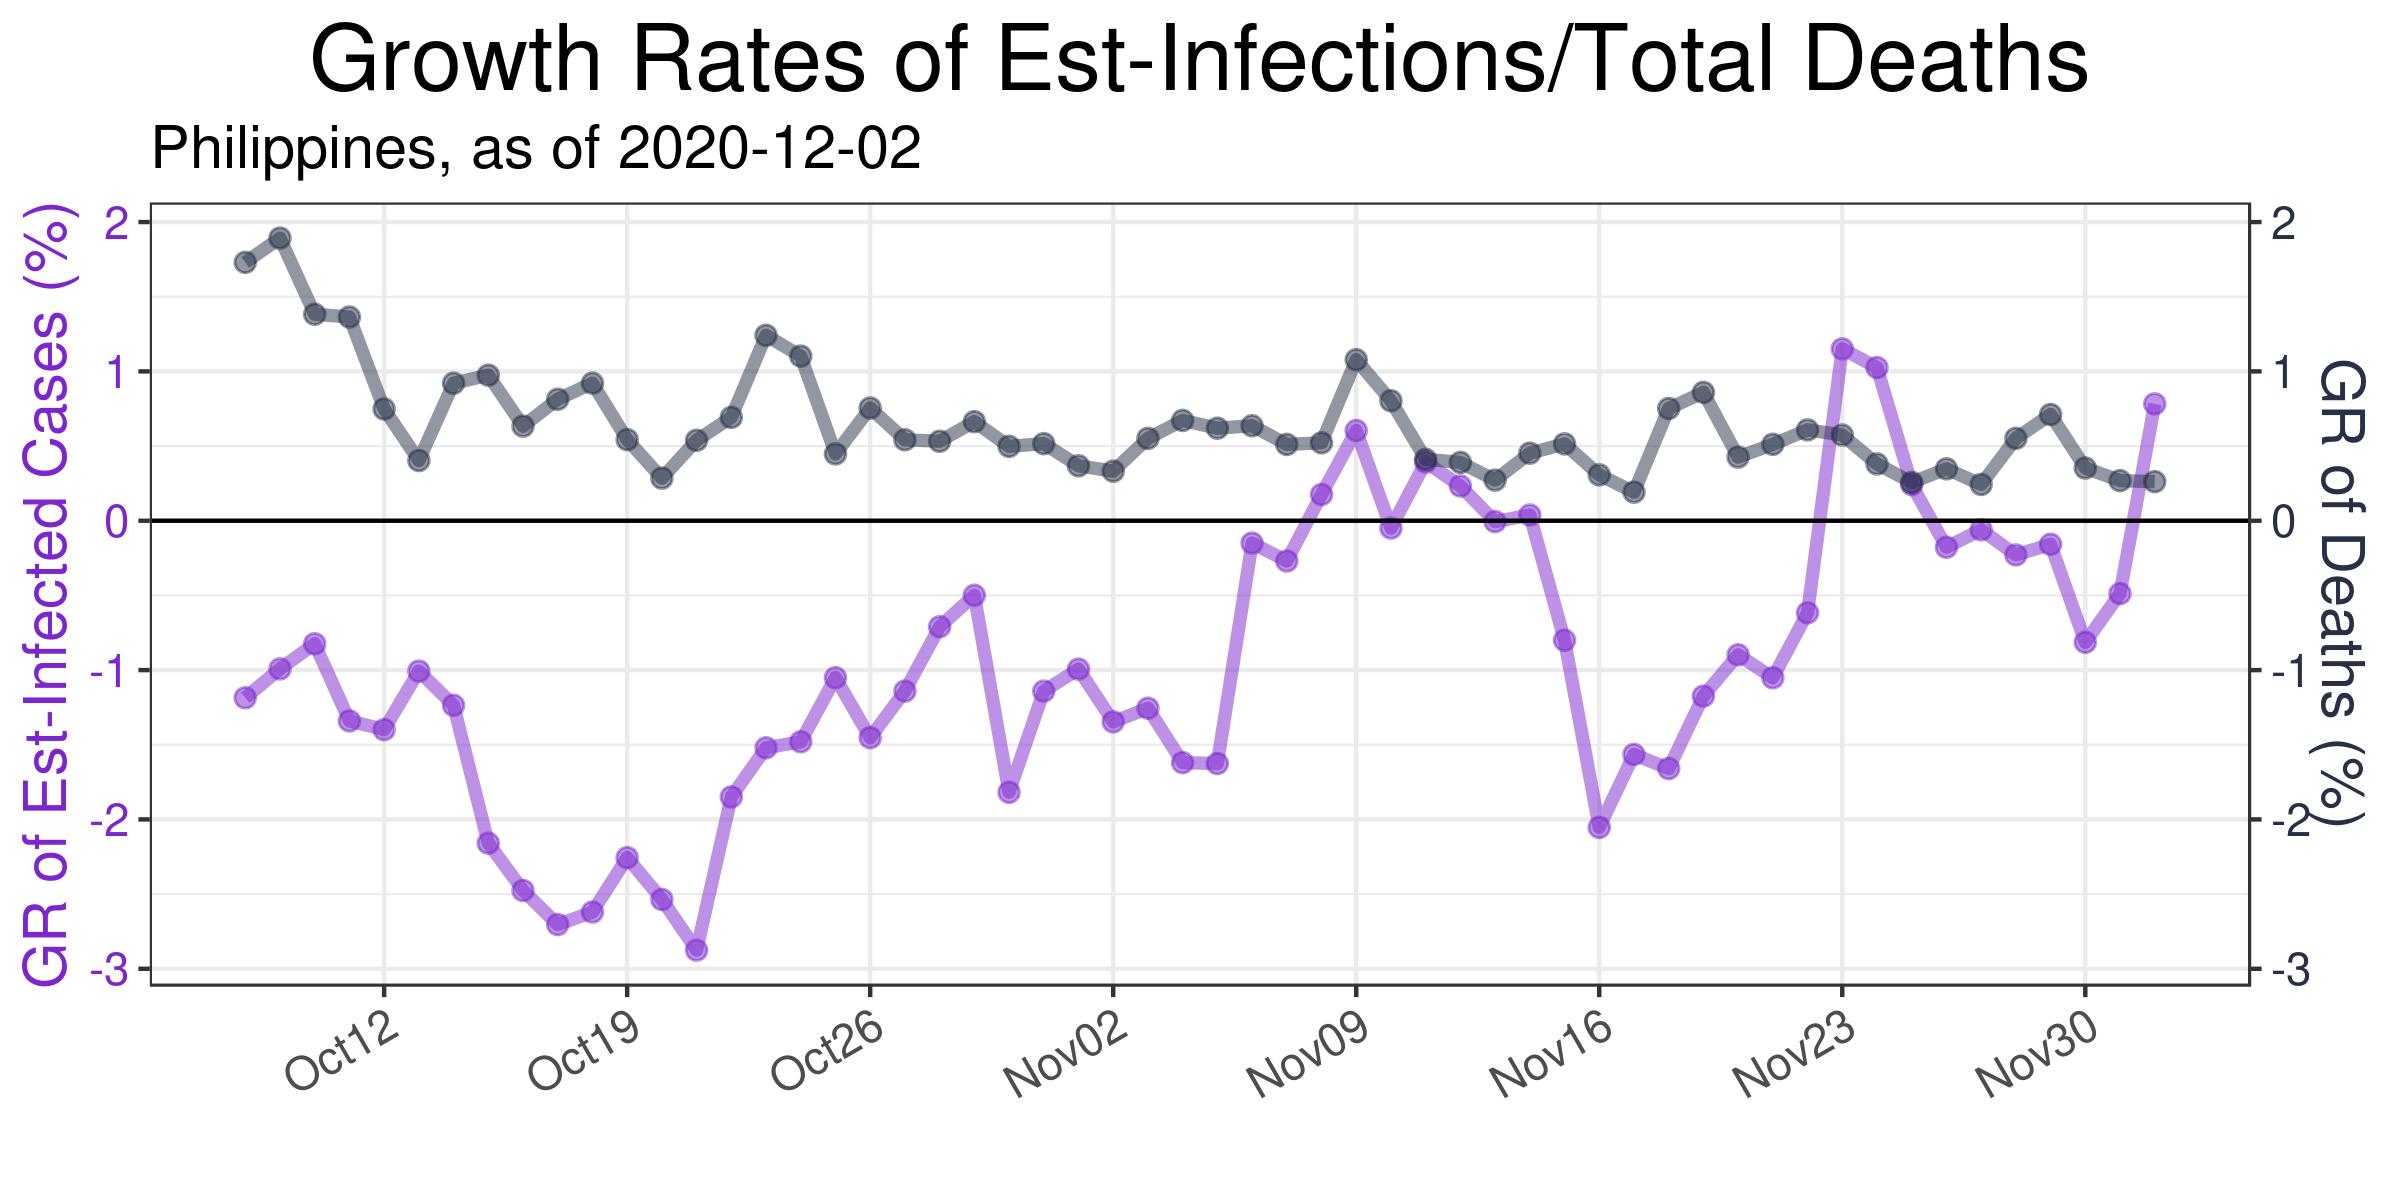 Growth Rates of Est-Infections/Total Deaths
Philippines, as of 2020-12-02
GR of Est-Infected Cases (%)
2
1
0
-1
-2
-3
2
1
0
-1
-2
-3
GR of Deaths (%)
Oct12
Oct19
Oct26
Nov02
Nov09
Nov16
Nov23
Nov30